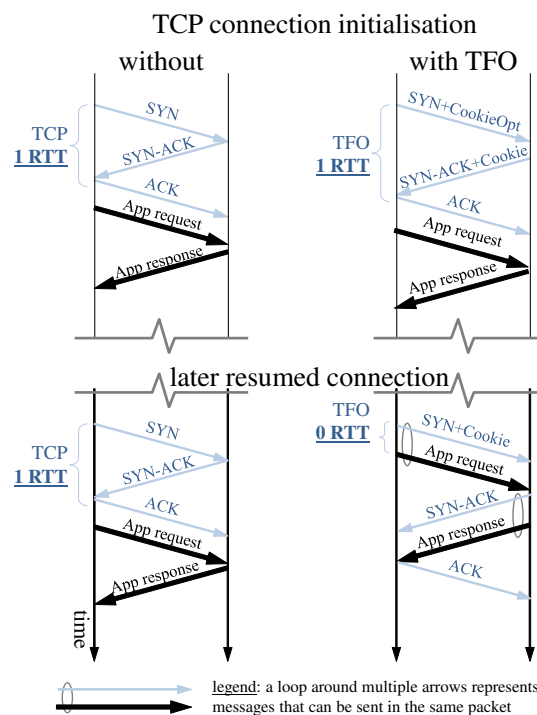 TCP connection initialisation
without
with TFO
SYN
TCP
1 RTT
SYN-ACK
ACK
App request
App response
SYN+CookieOpt
TFO
1 RTT
SYN-ACK+Cookie
ACK
App request
App response
later resumed connection
SYN
TCP
1 RTT
SYN-ACK
ACK
App request
App response
time
TFO
0 RTT
SYN+Cookie
App request
SYN-ACK
App response
ACK
legend: a loop around multiple arrows represents
messages that can be sent in the same packet